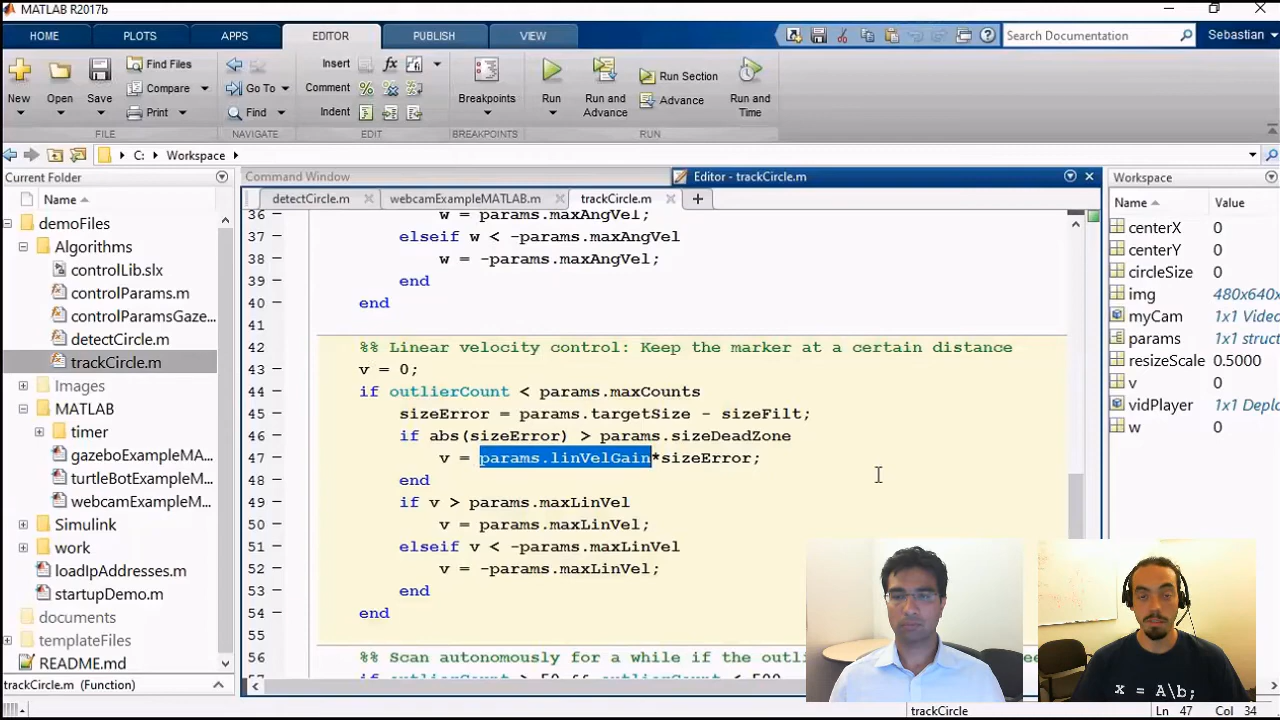 MATLAB R2017b
HOME PLOTS APPS EDITOR PUBLISH VIEW Search Documentation Sebastian
New Open Save Find Files Compare Print
FILE
Go To Find
NAVIGATE
Insert fx
Comment %
Indent
EDIT
Breakpoints
BREAKPOINTS
Run Run and Advance Run Section Advance Run and Time
RUN
C: Workspace
Current Folder
Name
demoFiles
Algorithms
controlLib.slx
controlParams.m
controlParamsGaze...
detectCircle.m
trackCircle.m
Images
MATLAB
timer
gazeboExampleMA...
turtleBotExampleM...
webcamExampleM...
Simulink
work
loadIpAddresses.m
startupDemo.m
documents
templateFiles
README.md
trackCircle.m (Function)
Command Window
Editor - trackCircle.m
detectCircle.m webcamExampleMATLAB.m trackCircle.m
36 w = params.maxAngVel;
37 elseif w < -params.maxAngVel
38 w = -params.maxAngVel;
39 end
40 end
41
42 %% Linear velocity control: Keep the marker at a certain distance
43 v = 0;
44 if outlierCount < params.maxCounts
45 sizeError = params.targetSize - sizeFilt;
46 if abs(sizeError) > params.sizeDeadZone
47 v = params.linVelGain*sizeError;
48 end
49 if v > params.maxLinVel
50 v = params.maxLinVel;
51 elseif v < -params.maxLinVel
52 v = -params.maxLinVel;
53 end
54 end
55
56 %% Scan autonomously for a while if the outl
Workspace
Name Value
centerX 0
centerY 0
circleSize 0
img 480x640x
myCam 1x1 Video
params 1x1 struct
resizeScale 0.5000
v 0
vidPlayer 1x1 Deplo
w 0
x = A\b;
trackCircle Ln 47 Col 34